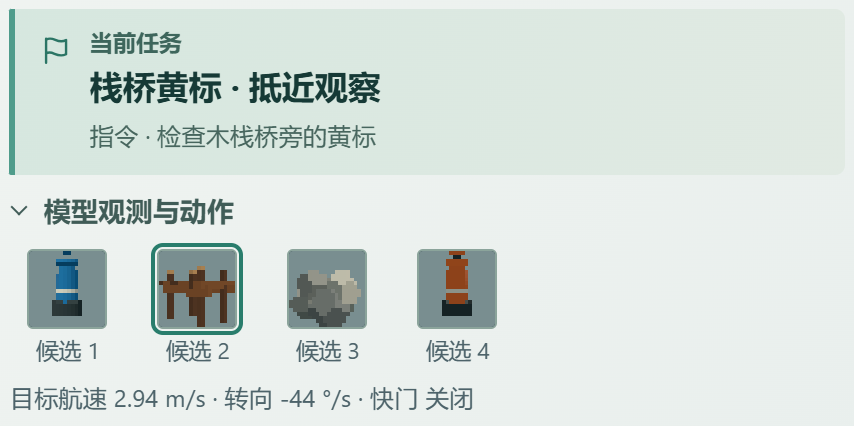 当前任务
栈桥黄标 · 抵近观察
指令 · 检查木栈桥旁的黄标
模型观测与动作
候选 1 候选 2 候选 3 候选 4
目标航速 2.94 m/s · 转向 -44 °/s · 快门 关闭